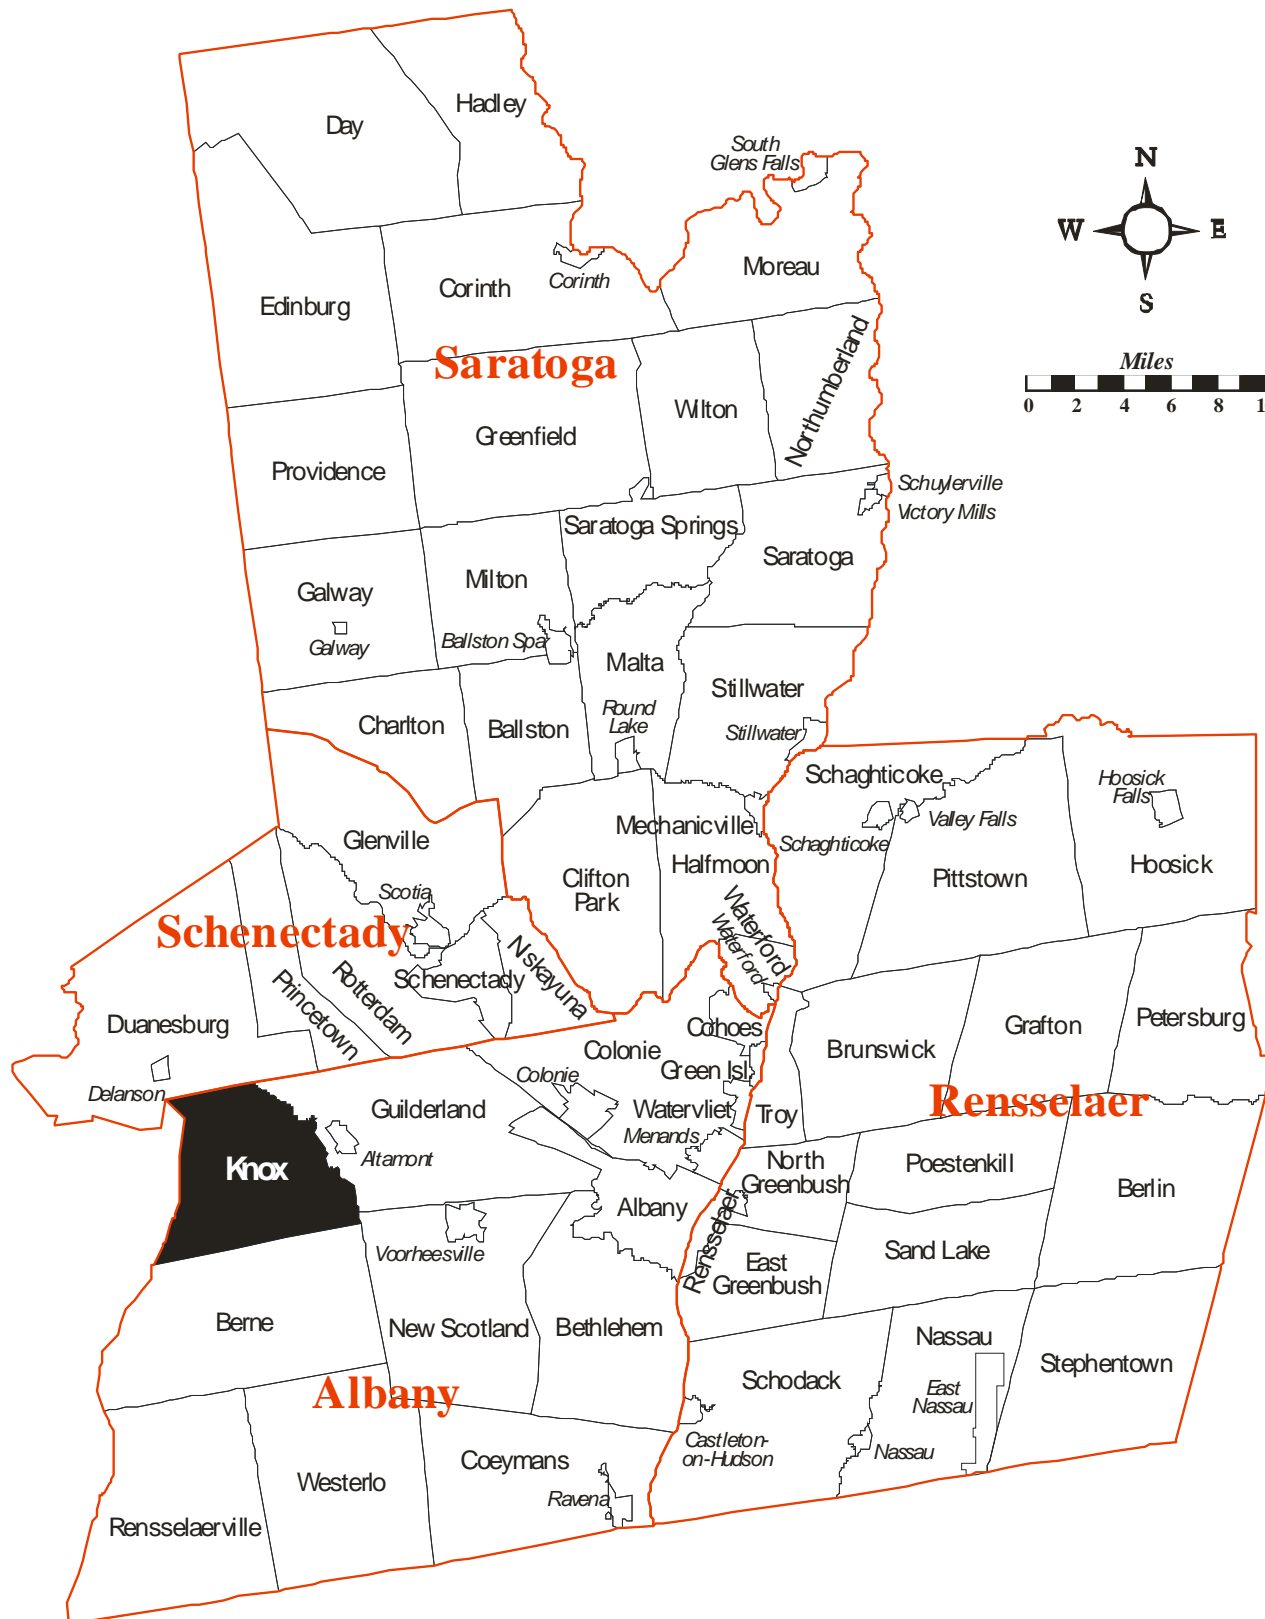 Hadley
Day
South
Glens Falls
N
W
E
S
Moreau
Corinth
Corinth
Edinburg
Saratoga
Miles
0 2 4 6 8 1
Northumberland
Wilton
Greenfield
Providence
Schuylerville
Victory Mills
Saratoga Springs
Saratoga
Milton
Galway
Galway
Ballston Spa
Malta
Stillwater
Round
Lake
Charlton
Ballston
Stillwater
Schaghticoke
Hoosick
Falls
Mechanicville
Valley Falls
Glenville
Schaghticoke
Halfmoon
Hoosick
Clifton
Park
Pittstown
Scotia
Waterford
Waterford
Schenectady
Niskayuna
Schenectady
Rotterdam
Princetown
Duanesburg
Cohoes
Grafton
Petersburg
Colonie
Brunswick
Green Isl.
Colonie
Delanson
Rensselaer
Guilderland
Watervliet
Troy
Menands
Altamont
Knox
North
Greenbush
Poestenkill
Berlin
Albany
Rensselaer
Voorheesville
Sand Lake
East
Greenbush
Berne
New Scotland
Bethlehem
Nassau
Stephentown
Albany
Schodack
East
Nassau
Castleton-
on-Hudson
Nassau
Coeymans
Westerlo
Ravena
Rensselaerville